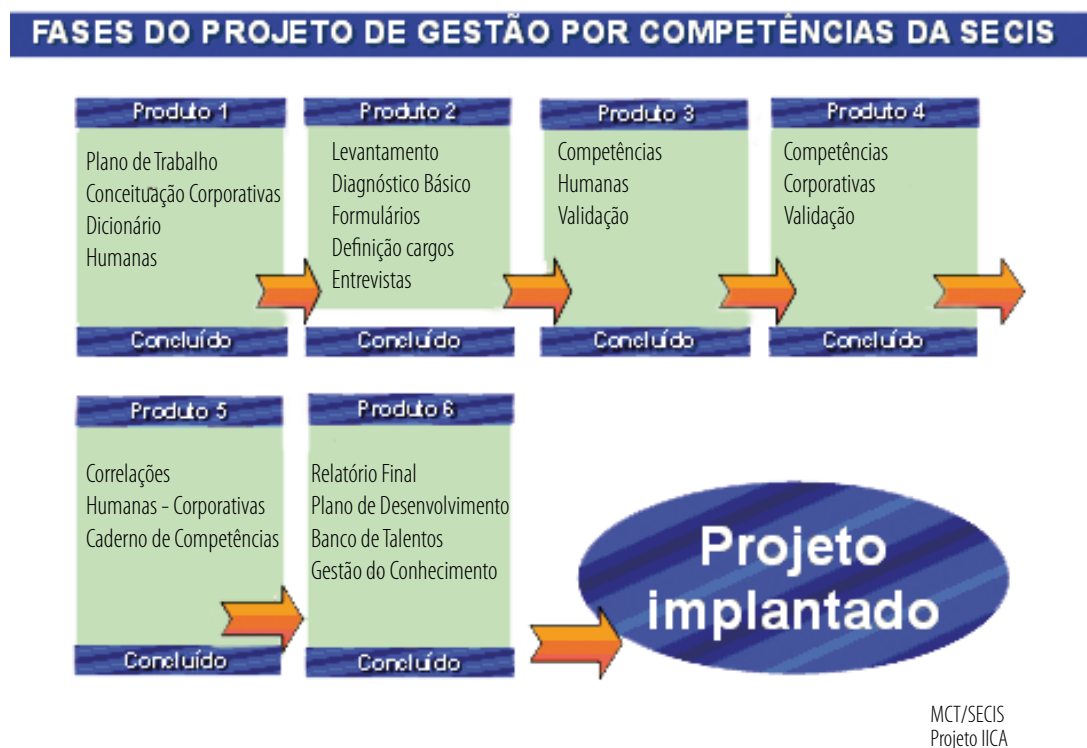 FASES DO PROJETO DE GESTÃO POR COMPETÊNCIAS DA SECIS
Produto 1
Plano de Trabalho
Conceituação Corporativas
Dicionário
Humanas
Concluído
Produto 2
Levantamento
Diagnóstico Básico
Formulários
Definição cargos
Entrevistas
Concluído
Produto 3
Competências
Humanas
Validação
Concluído
Produto 4
Competências
Corporativas
Validação
Concluído
Produto 5
Correlações
Humanas - Corporativas
Caderno de Competências
Concluído
Produto 6
Relatório Final
Plano de Desenvolvimento
Banco de Talentos
Gestão do Conhecimento
Concluído
Projeto
implantado
MCT/SECIS
Projeto IICA